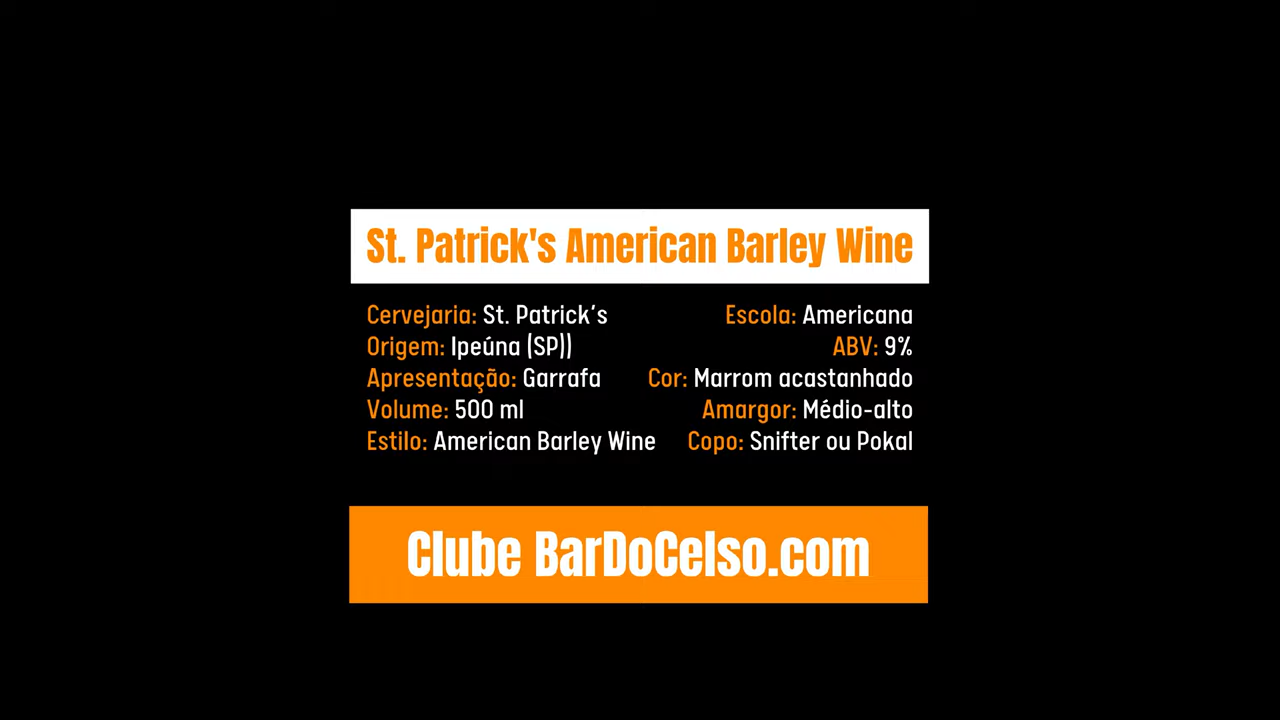 St. Patrick's American Barley Wine
Cervejaria: St. Patrick's Escola: Americana
Origem: Ipeúna (SP)) ABV: 9%
Apresentação: Garrafa Cor: Marrom acastanhado
Volume: 500 ml Amargor: Médio-alto
Estilo: American Barley Wine Copo: Snifter ou Pokal
Clube BarDoCelso.com